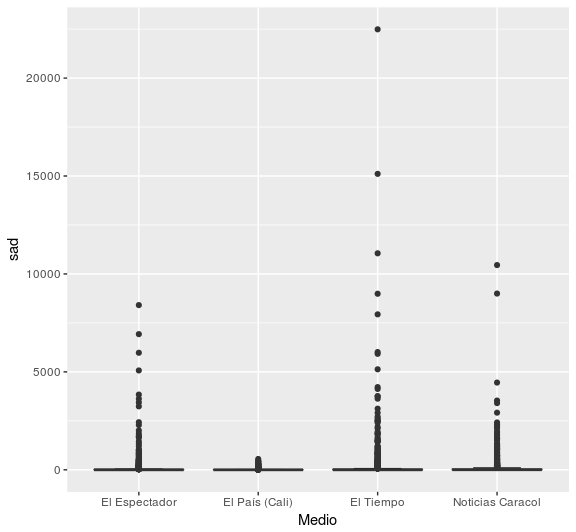 sad
20000
15000
10000
5000
0
El Espectador
El País (Cali)
El Tiempo
Noticias Caracol
Medio